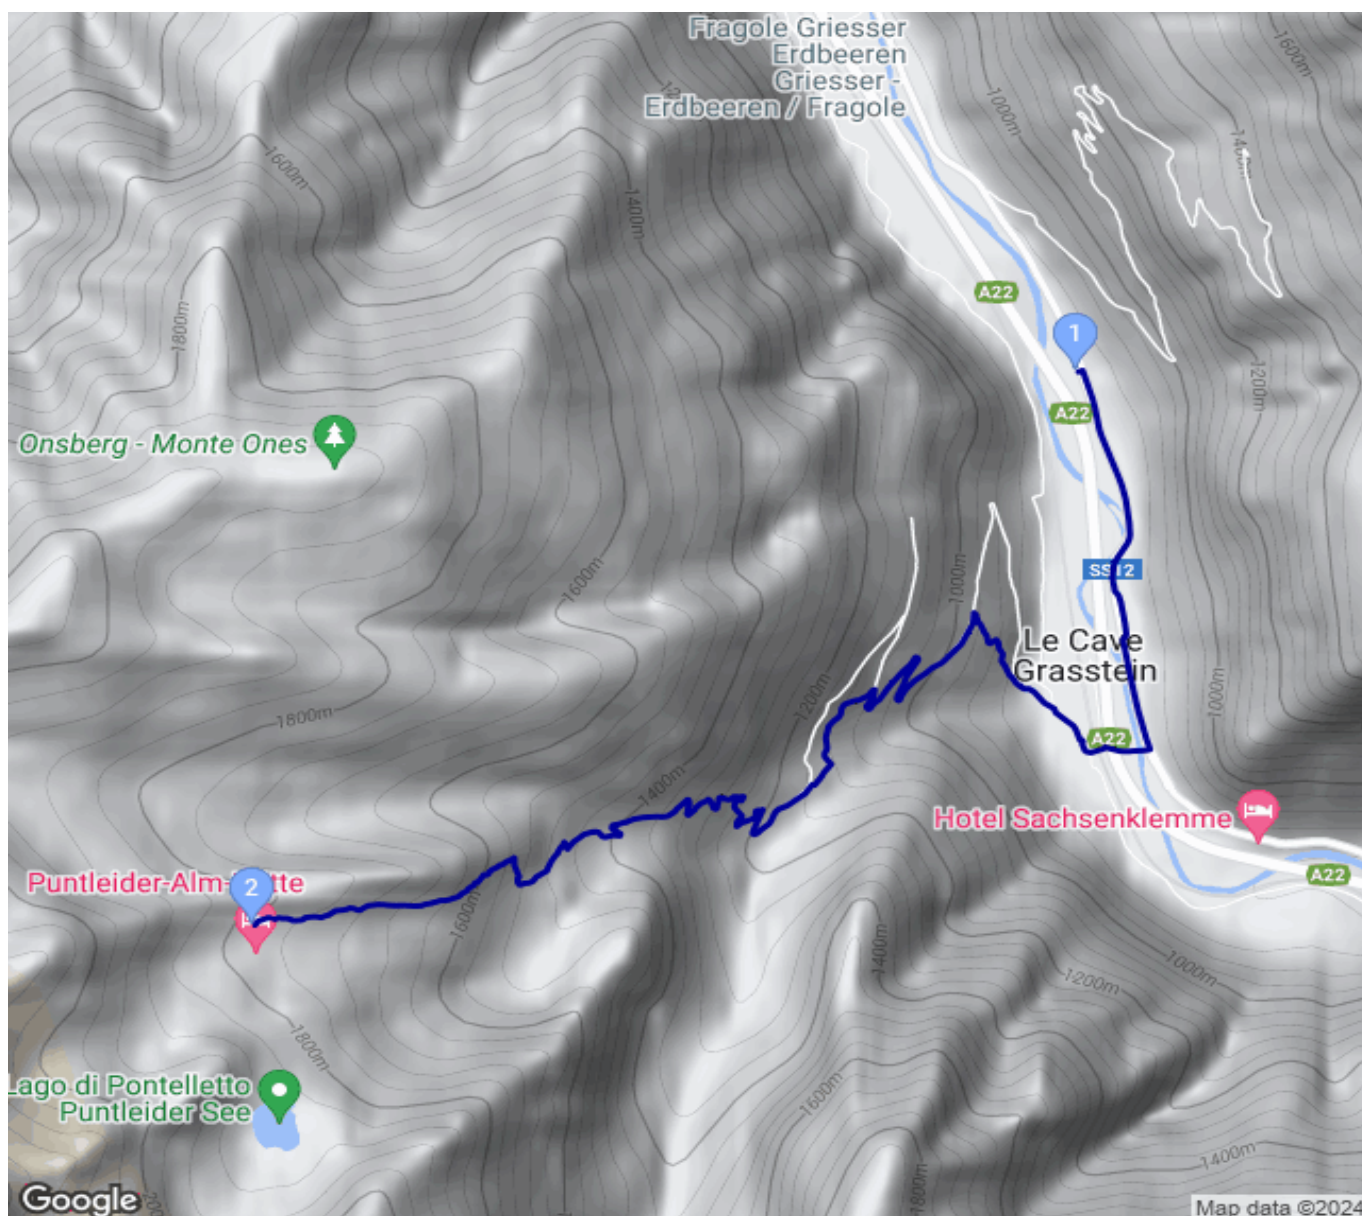 Fragole Griesser
Erdbeeren
Griesser -
Erdbeeren / Fragole
1600m
1000m
1400m
1600m
1400m
A22
1800m
1
1200m
A22
Onsberg - Monte Ones
1000m
SS12
1600m
Le Cave
Grasstein
1000m
1200m
1800m
A22
1400m
Hotel Sachsenklemme
A22
Puntleider-Alm-
2
1600m
1400m
1000m
1200m
1800m
1600m
Lago di Pontelletto
Puntleider See
1400m
1800m
Google
Map data ©2024